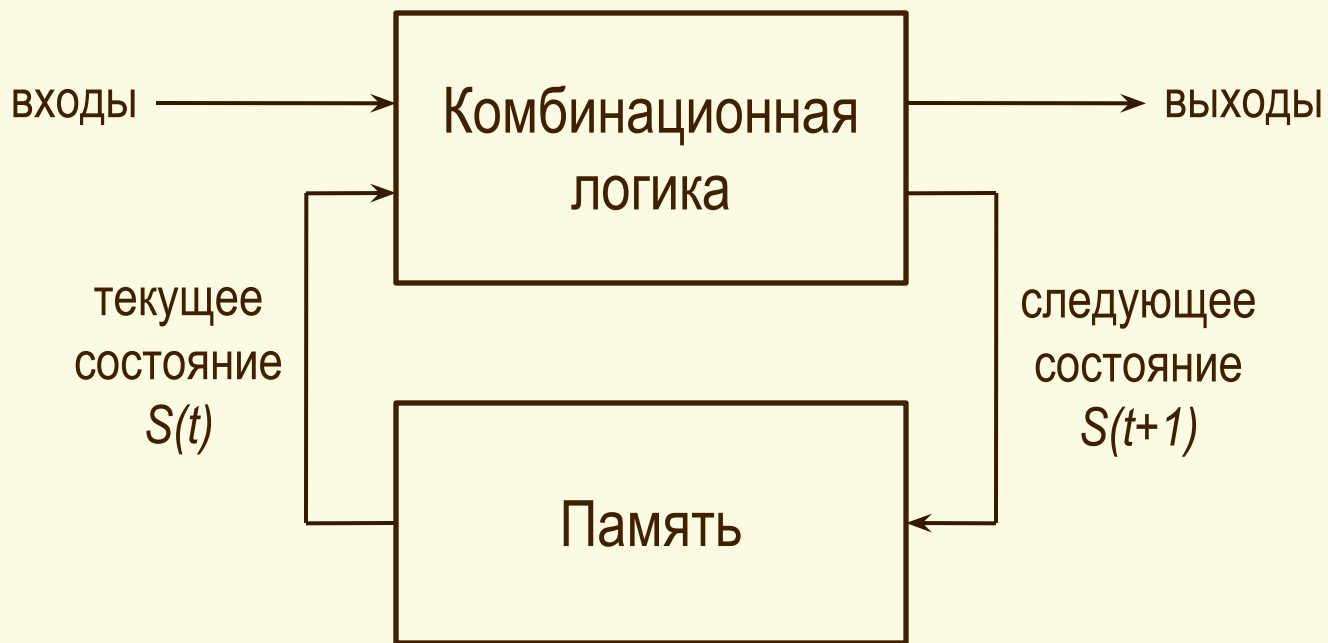 входы
Комбинационная
логика
выходы
текущее
состояние
S(t)
следующее
состояние
S(t+1)
Память